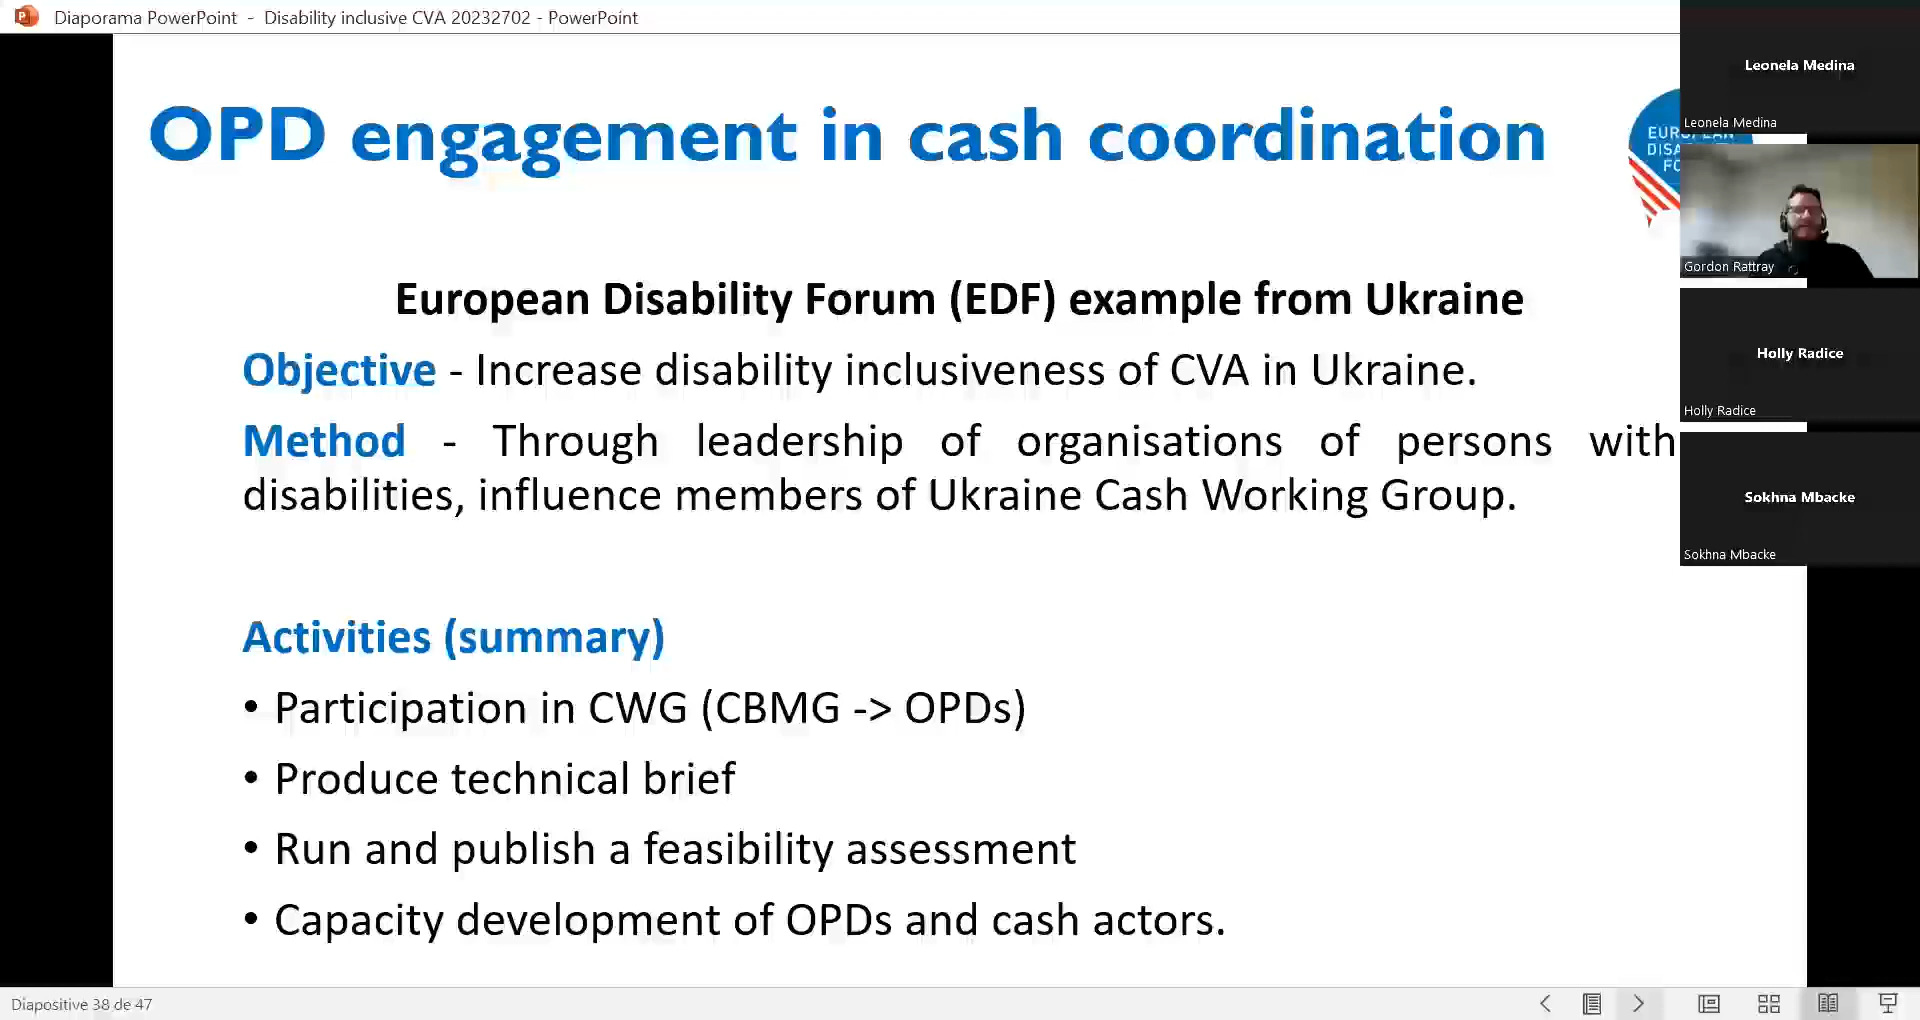 Diaporama PowerPoint - Disability inclusive CVA 20232702 - PowerPoint
OPD engagement in cash coordination
European Disability Forum (EDF) example from Ukraine
Objective - Increase disability inclusiveness of CVA in Ukraine.
Method - Through leadership of organisations of persons with
disabilities, influence members of Ukraine Cash Working Group.
Activities (summary)
• Participation in CWG (CBMG -> OPDs)
• Produce technical brief
• Run and publish a feasibility assessment
• Capacity development of OPDs and cash actors.
Leonela Medina
Leonela Medina
Gordon Rattray
Holly Radice
Holly Radice
Sokhna Mbacke
Sokhna Mbacke
Diapositive 38 de 47